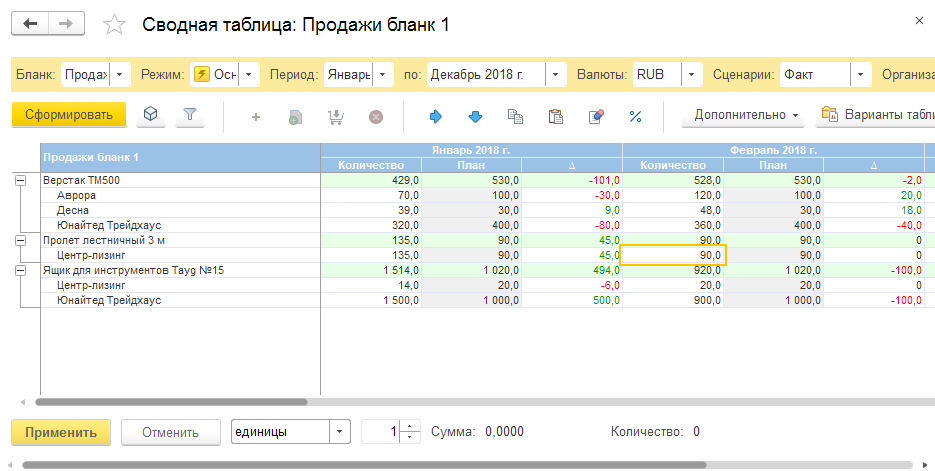 Сводная таблица: Продажи бланк 1
Бланк: Продаж Режим: Осн Период: Январь по: Декабрь 2018 г. Валюты: RUB Сценарии: Факт Организа
Сформировать Дополнительно Варианты табли
Продажи бланк 1 Январь 2018 г. Февраль 2018 г.
Количество План Δ Количество План Δ
Верстак ТМ500 429,0 530,0 -101,0 528,0 530,0 -2,0
Аврора 70,0 100,0 -30,0 120,0 100,0 20,0
Десна 39,0 30,0 9,0 48,0 30,0 18,0
Юнайтед Трейдхаус 320,0 400,0 -80,0 360,0 400,0 -40,0
Пролет лестничный 3 м 135,0 90,0 45,0 90,0 90,0 0
Центр-лизинг 135,0 90,0 45,0 90,0 90,0 0
Ящик для инструментов Tayg №15 1 514,0 1 020,0 494,0 920,0 1 020,0 -100,0
Центр-лизинг 14,0 20,0 -6,0 20,0 20,0 0
Юнайтед Трейдхаус 1 500,0 1 000,0 500,0 900,0 1 000,0 -100,0
Применить Отменить единицы 1 Сумма: 0,0000 Количество: 0